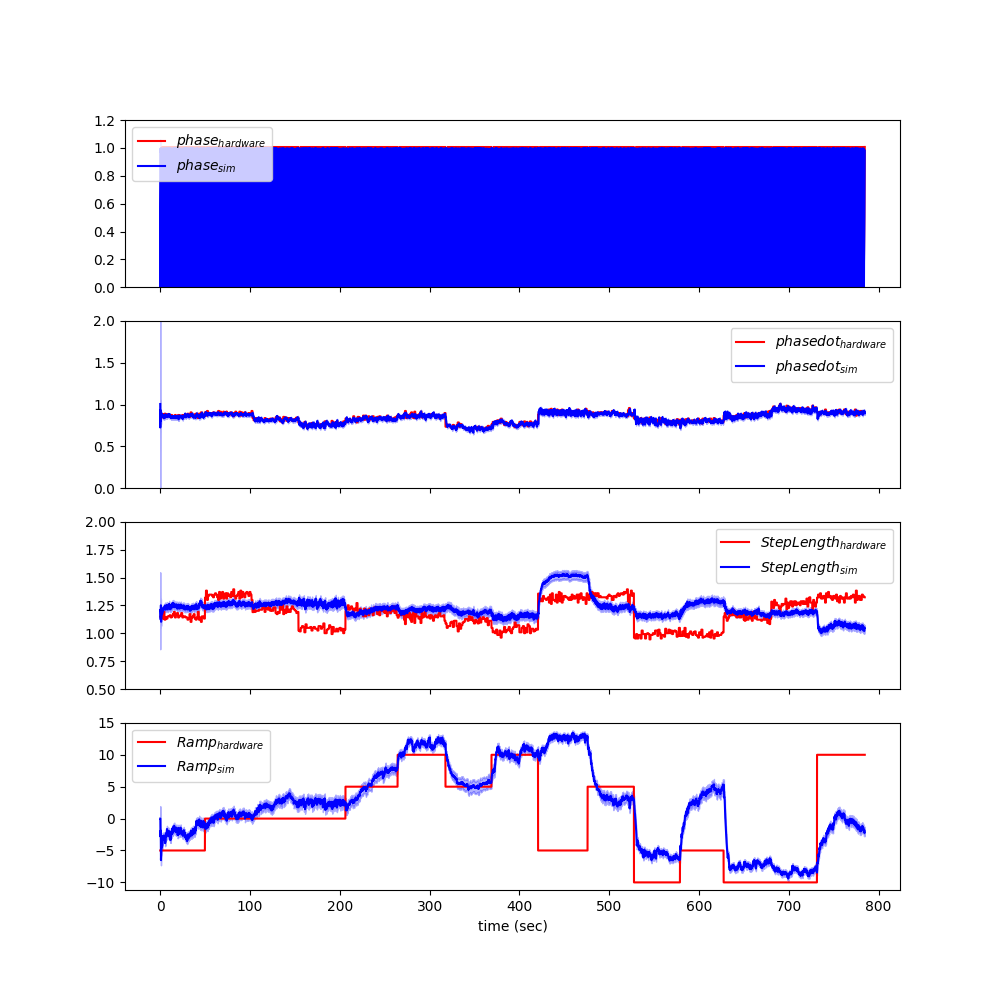 1.2
1.0
0.8
0.6
0.4
0.2
0.0
phase_hardware
phase_sim
2.0
1.5
1.0
0.5
0.0
phasedot_hardware
phasedot_sim
2.00
1.75
1.50
1.25
1.00
0.75
0.50
StepLength_hardware
StepLength_sim
15
10
5
0
−5
−10
Ramp_hardware
Ramp_sim
0 100 200 300 400 500 600 700 800
time (sec)